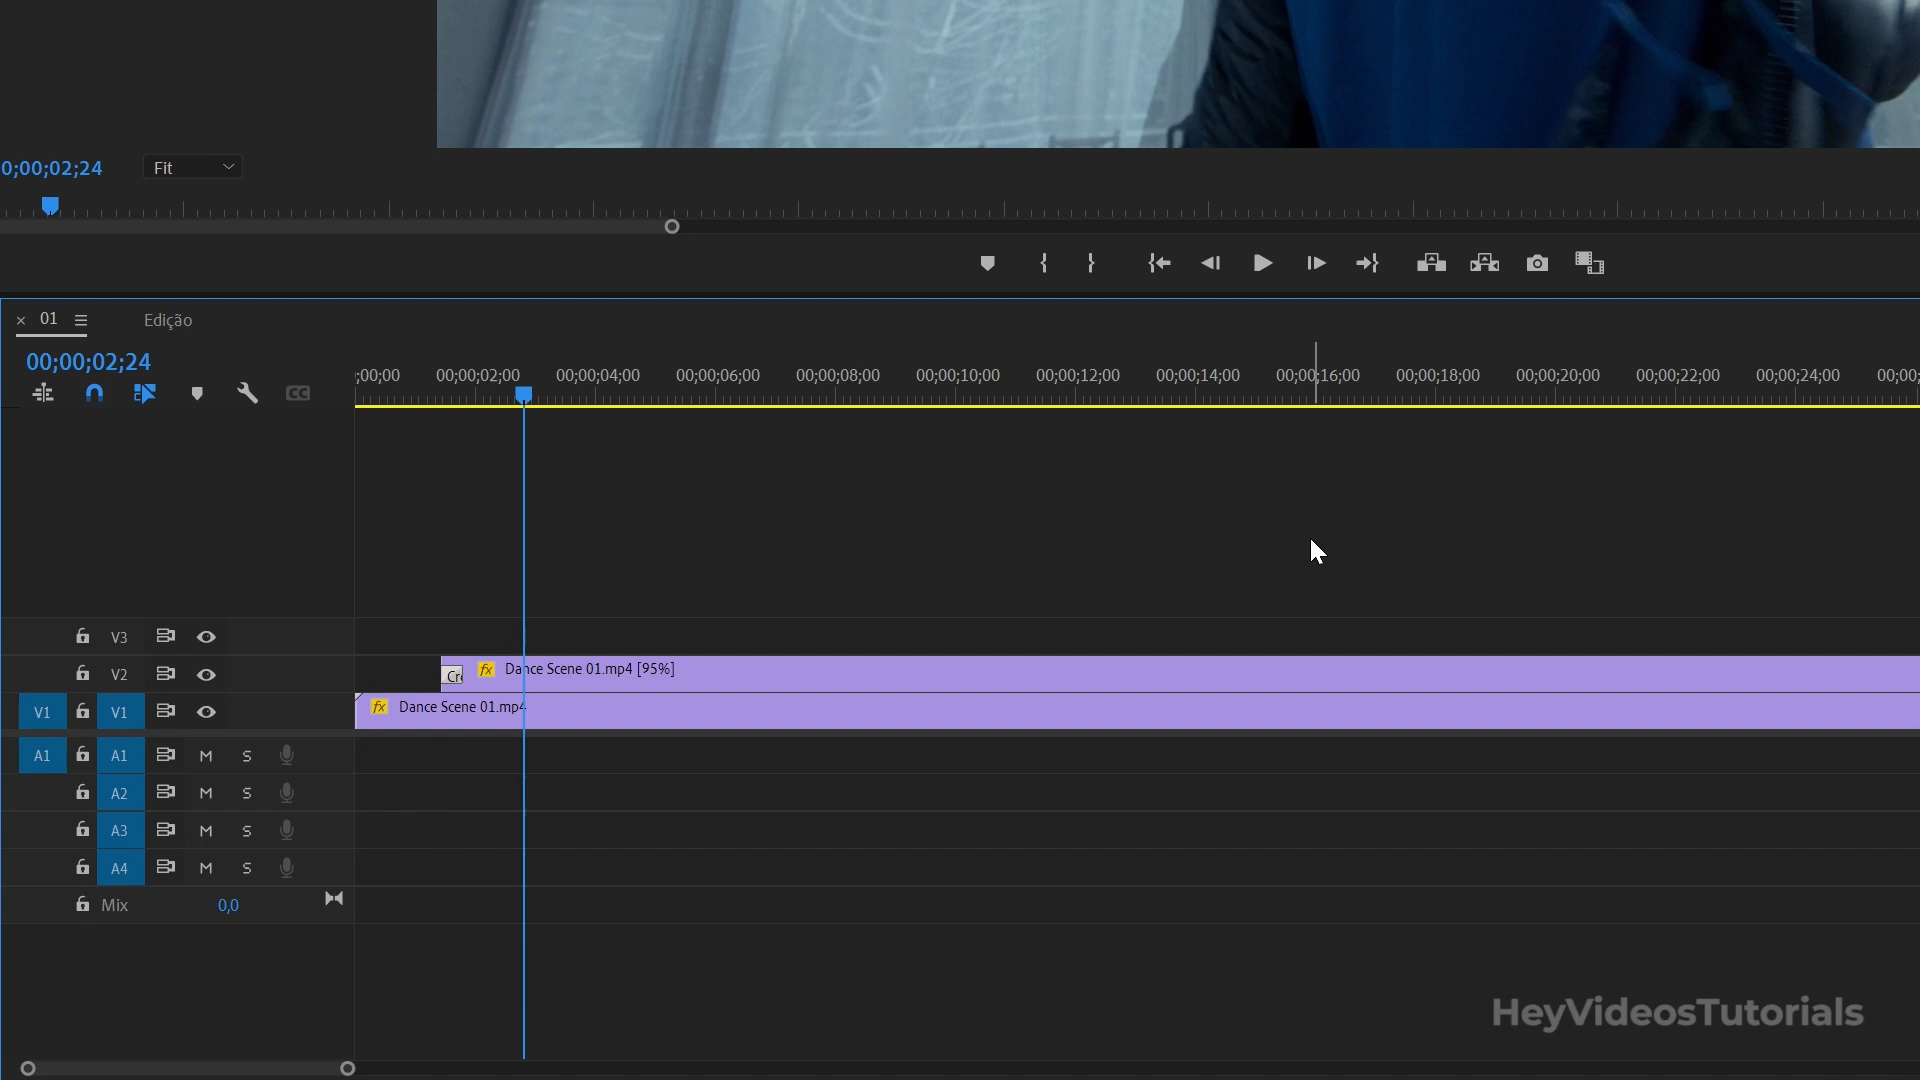 0;00;02;24 Fit
× 01 Edição
00;00;02;24
;00;00 00;00;02;00 00;00;04;00 00;00;06;00 00;00;08;00 00;00;10;00 00;00;12;00 00;00;14;00 00;00;16;00 00;00;18;00 00;00;20;00 00;00;22;00 00;00;24;00 00;00;
CC
V3
V2 Cr fx Dance Scene 01.mp4 [95%]
V1 V1 fx Dance Scene 01.mp4
A1 A1 M S
A2 M S
A3 M S
A4 M S
Mix 0,0
HeyVideosTutorials